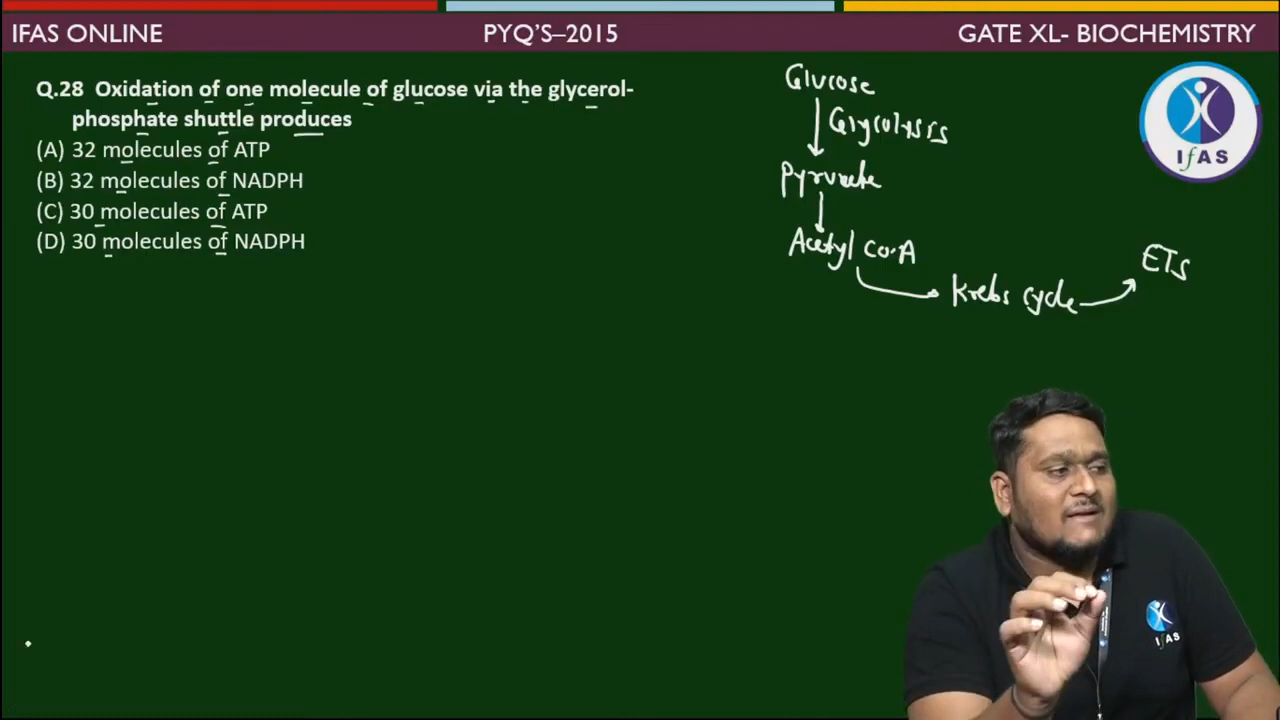 IFAS ONLINE
PYQ'S–2015
GATE XL- BIOCHEMISTRY
Q.28 Oxidation of one molecule of glucose via the glycerol-
phosphate shuttle produces
(A) 32 molecules of ATP
(B) 32 molecules of NADPH
(C) 30 molecules of ATP
(D) 30 molecules of NADPH
Glucose
Glycolysis
Pyruvate
Acetyl Co-A
Krebs cycle
ETS
IfAS
IfAS